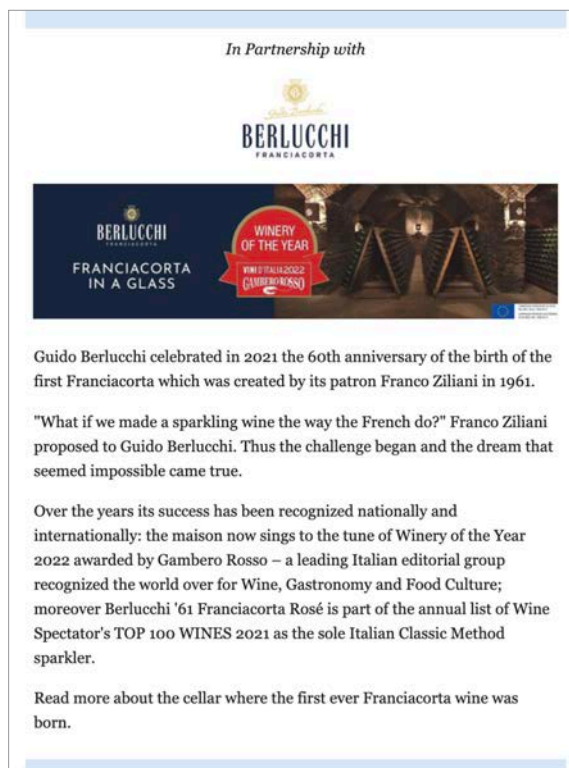 In Partnership with
BERLUCCHI
FRANCIACORTA
BERLUCCHI
FRANCIACORTA
FRANCIACORTA
IN A GLASS
WINERY
OF THE YEAR
VINI D'ITALIA 2022
GAMBERO ROSSO
Guido Berlucchi celebrated in 2021 the 60th anniversary of the birth of the
first Franciacorta which was created by its patron Franco Ziliani in 1961.
"What if we made a sparkling wine the way the French do?" Franco Ziliani
proposed to Guido Berlucchi. Thus the challenge began and the dream that
seemed impossible came true.
Over the years its success has been recognized nationally and
internationally: the maison now sings to the tune of Winery of the Year
2022 awarded by Gambero Rosso – a leading Italian editorial group
recognized the world over for Wine, Gastronomy and Food Culture;
moreover Berlucchi '61 Franciacorta Rosé is part of the annual list of Wine
Spectator's TOP 100 WINES 2021 as the sole Italian Classic Method
sparkler.
Read more about the cellar where the first ever Franciacorta wine was
born.